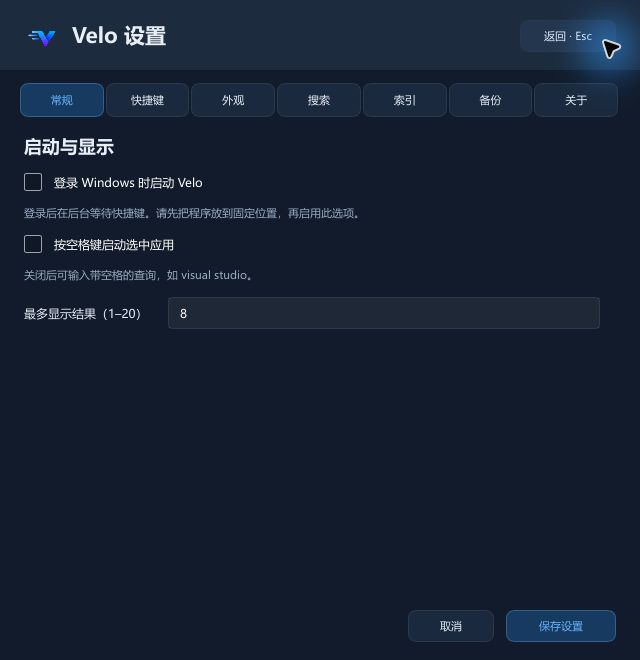 Velo 设置
返回 · Esc
常规
快捷键
外观
搜索
索引
备份
关于
启动与显示
登录 Windows 时启动 Velo
登录后在后台等待快捷键。请先把程序放到固定位置，再启用此选项。
按空格键启动选中应用
关闭后可输入带空格的查询，如 visual studio。
最多显示结果（1–20）
8
取消
保存设置